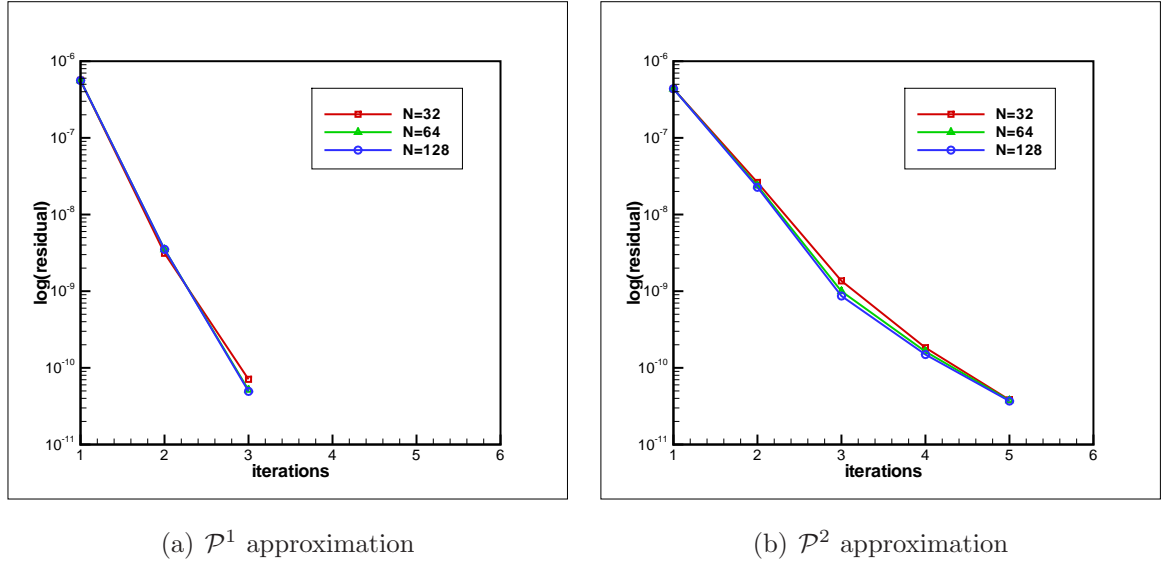 10^-6
10^-7
10^-8
10^-9
10^-10
10^-11
log(residual)
1 2 3 4 5 6
iterations
N=32
N=64
N=128
(a) 𝒫^1 approximation
10^-6
10^-7
10^-8
10^-9
10^-10
10^-11
log(residual)
1 2 3 4 5 6
iterations
N=32
N=64
N=128
(b) 𝒫^2 approximation